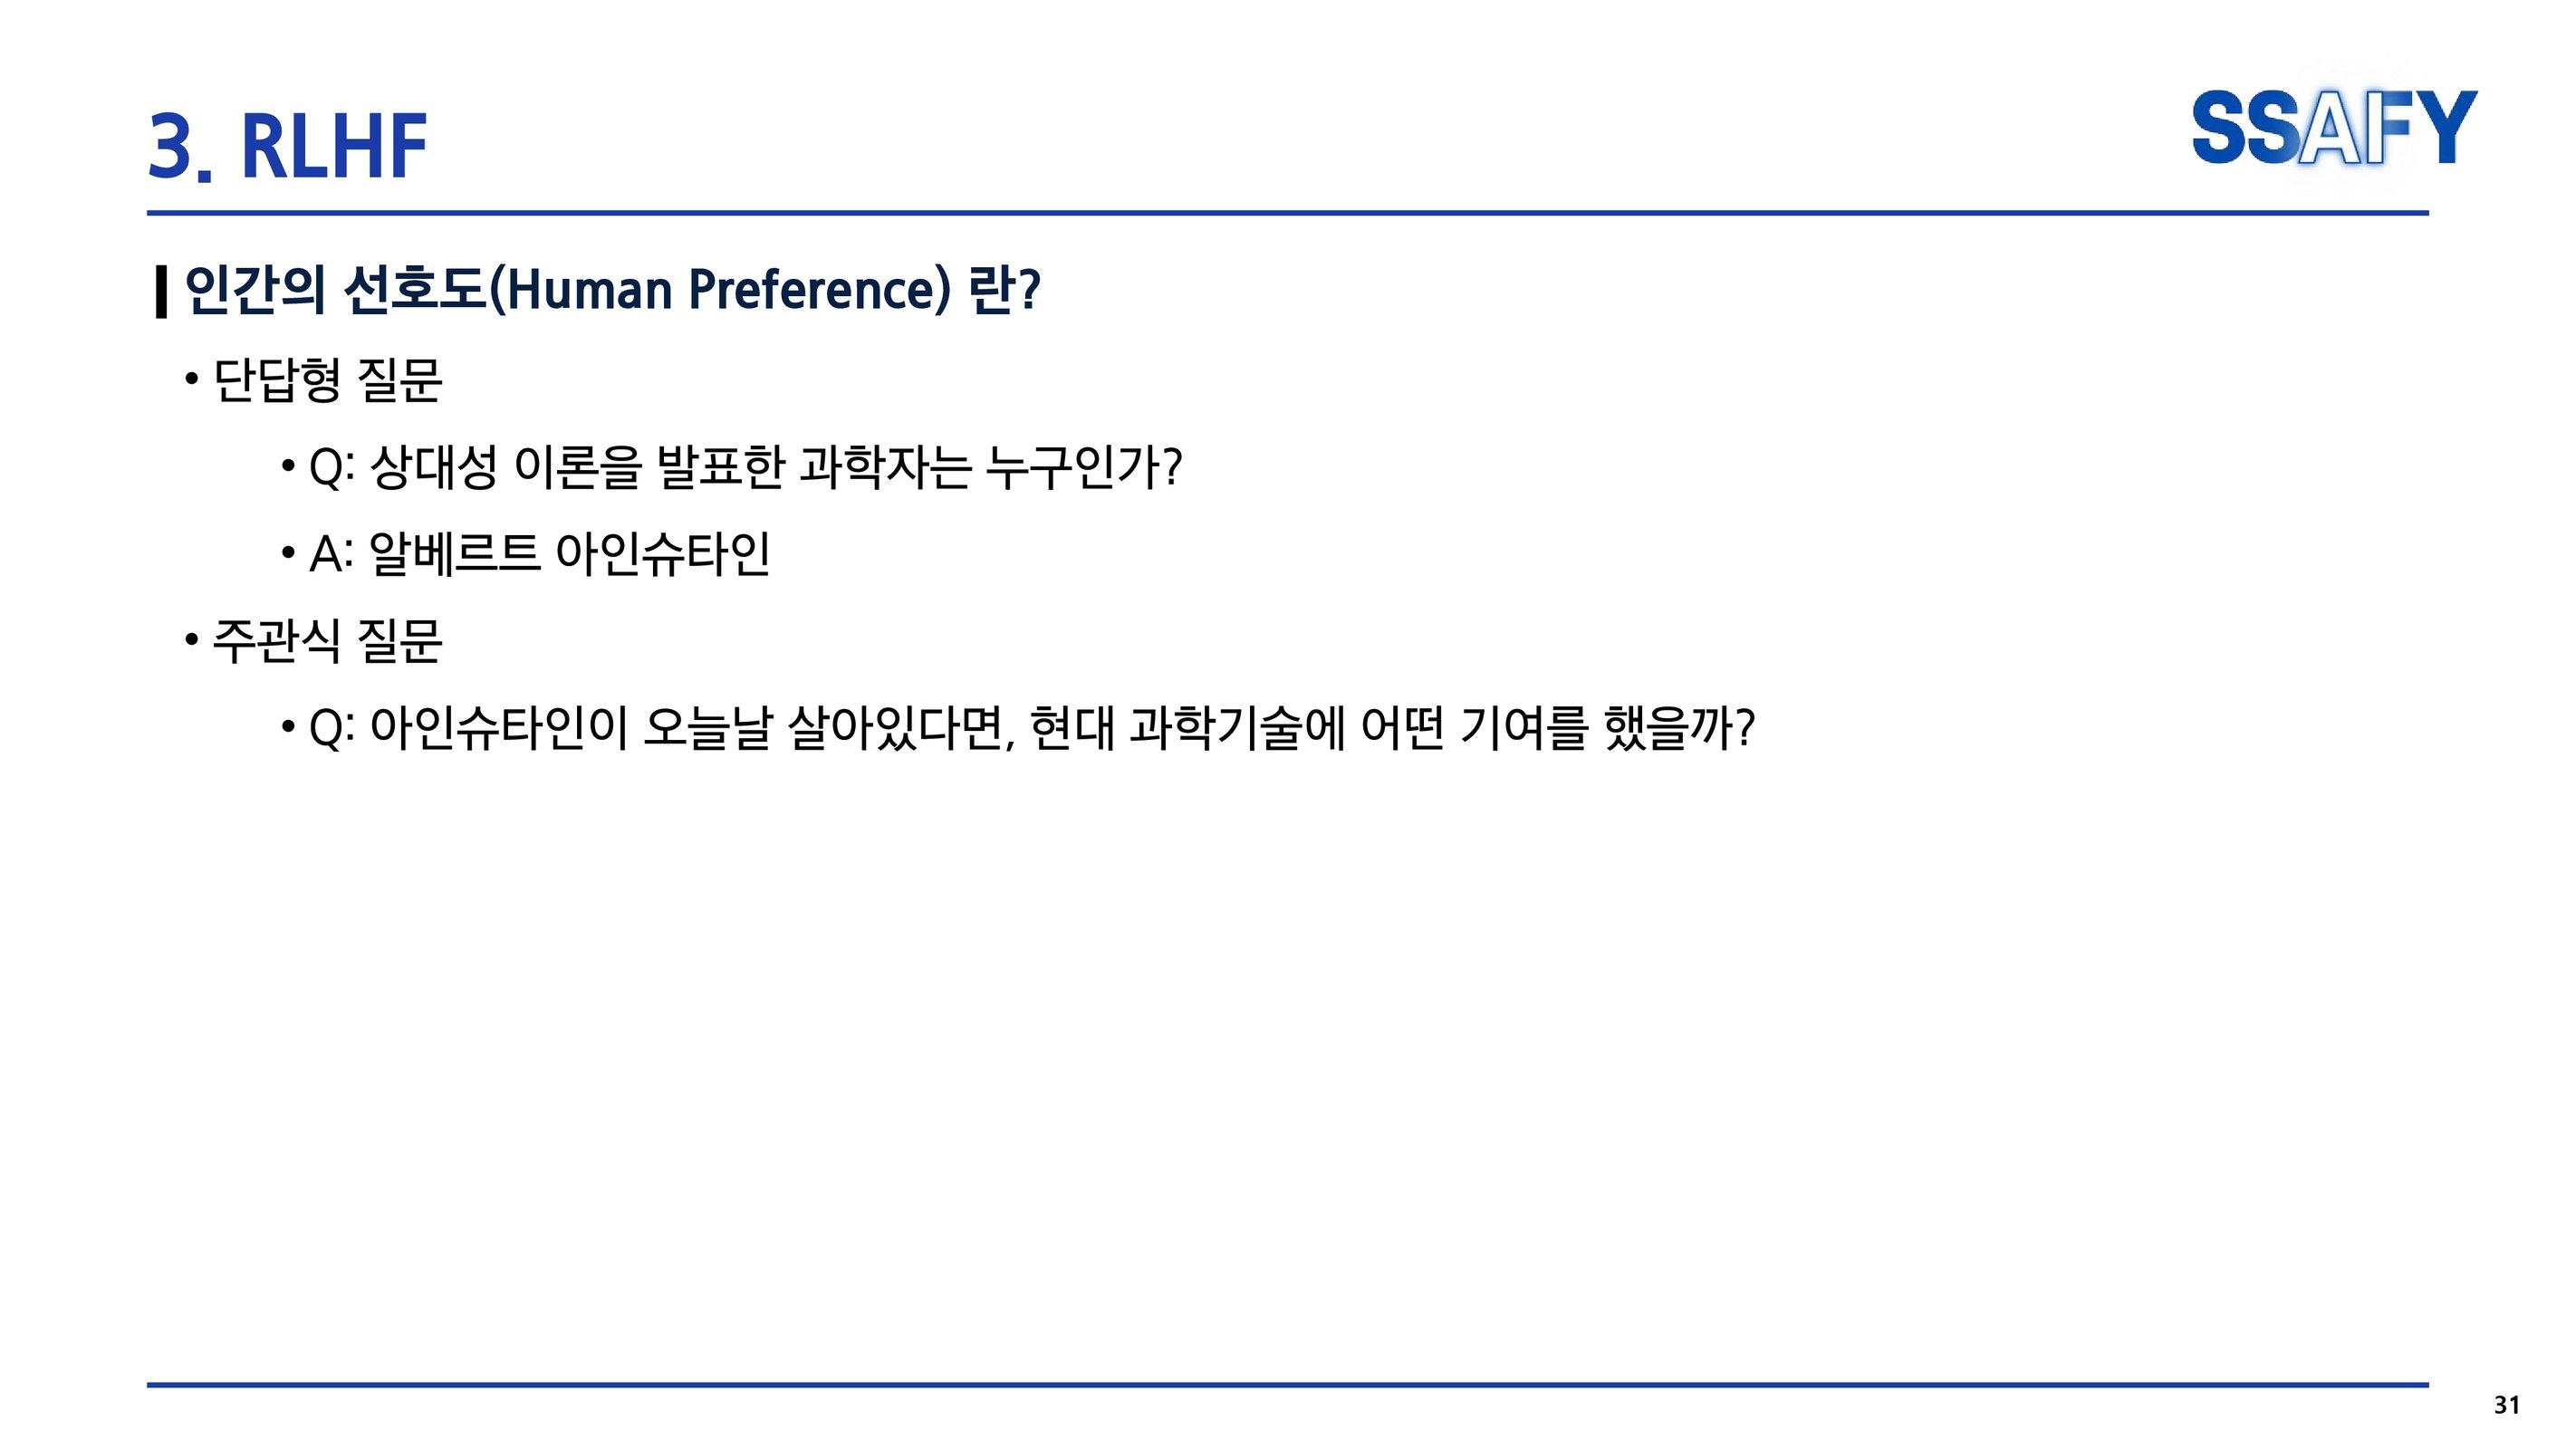 3. RLHF
SSAFY
인간의 선호도(Human Preference) 란?
• 단답형 질문
• Q: 상대성 이론을 발표한 과학자는 누구인가?
• A: 알베르트 아인슈타인
• 주관식 질문
• Q: 아인슈타인이 오늘날 살아있다면, 현대 과학기술에 어떤 기여를 했을까?
31